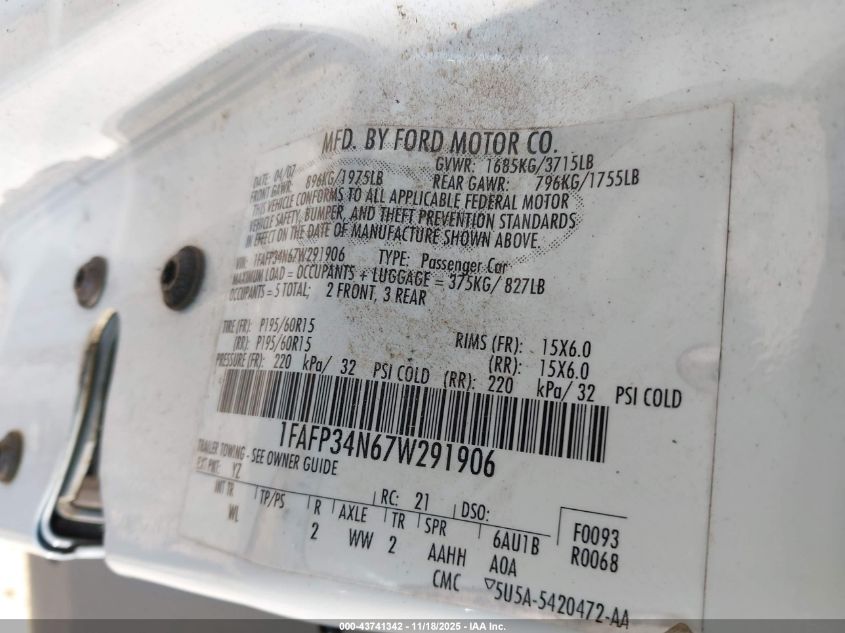 MFD. BY FORD MOTOR CO.
DATE: 04/07 GVWR: 1685KG/3715LB
FRONT GAWR: 896KG/1975LB REAR GAWR: 796KG/1755LB
THIS VEHICLE CONFORMS TO ALL APPLICABLE FEDERAL MOTOR
VEHICLE SAFETY, BUMPER, AND THEFT PREVENTION STANDARDS
IN EFFECT ON THE DATE OF MANUFACTURE SHOWN ABOVE.
VIN: 1FAFP34N67W291906 TYPE: Passenger Car
MAXIMUM LOAD = OCCUPANTS + LUGGAGE = 375KG/ 827LB
OCCUPANTS = 5 TOTAL; 2 FRONT, 3 REAR
TIRE (FR): P195/60R15 RIMS (FR): 15X6.0
(RR): P195/60R15 (RR): 15X6.0
PRESSURE (FR): 220 kPa/ 32 PSI COLD (RR): 220 kPa/ 32 PSI COLD
1FAFP34N67W291906
TRAILER TOWING - SEE OWNER GUIDE
EXT PNT: YZ RC: 21 DSO:
INT TR TP/PS R AXLE TR SPR F0093
WL 2 WW 2 AAHH 6AU1B R0068
CMC A0A
▽5U5A-5420472-AA
000-43741342 - 11/18/2025 - IAA Inc.